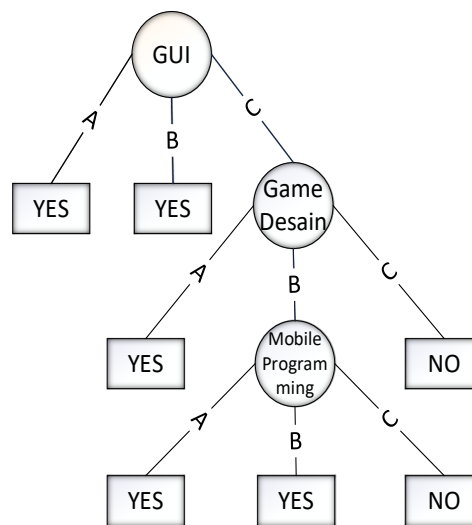 GUI
A
B
C
YES
YES
Game
Desain
A
B
C
YES
Mobile
Program
ming
NO
A
B
C
YES
YES
NO